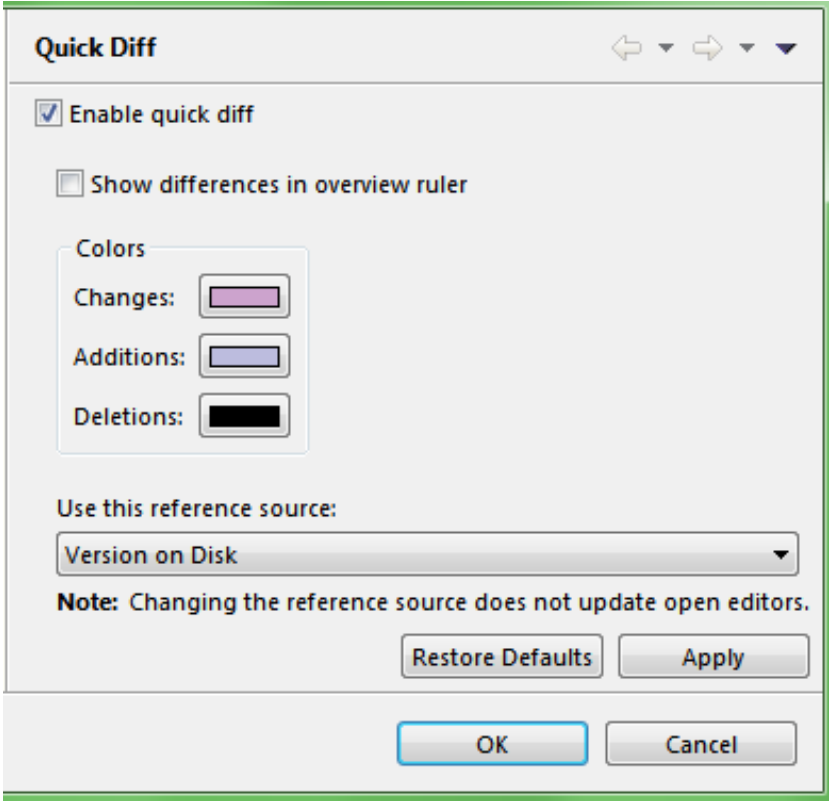 Quick Diff
Enable quick diff
Show differences in overview ruler
Colors
Changes:
Additions:
Deletions:
Use this reference source:
Version on Disk
Note: Changing the reference source does not update open editors.
Restore Defaults Apply
OK Cancel